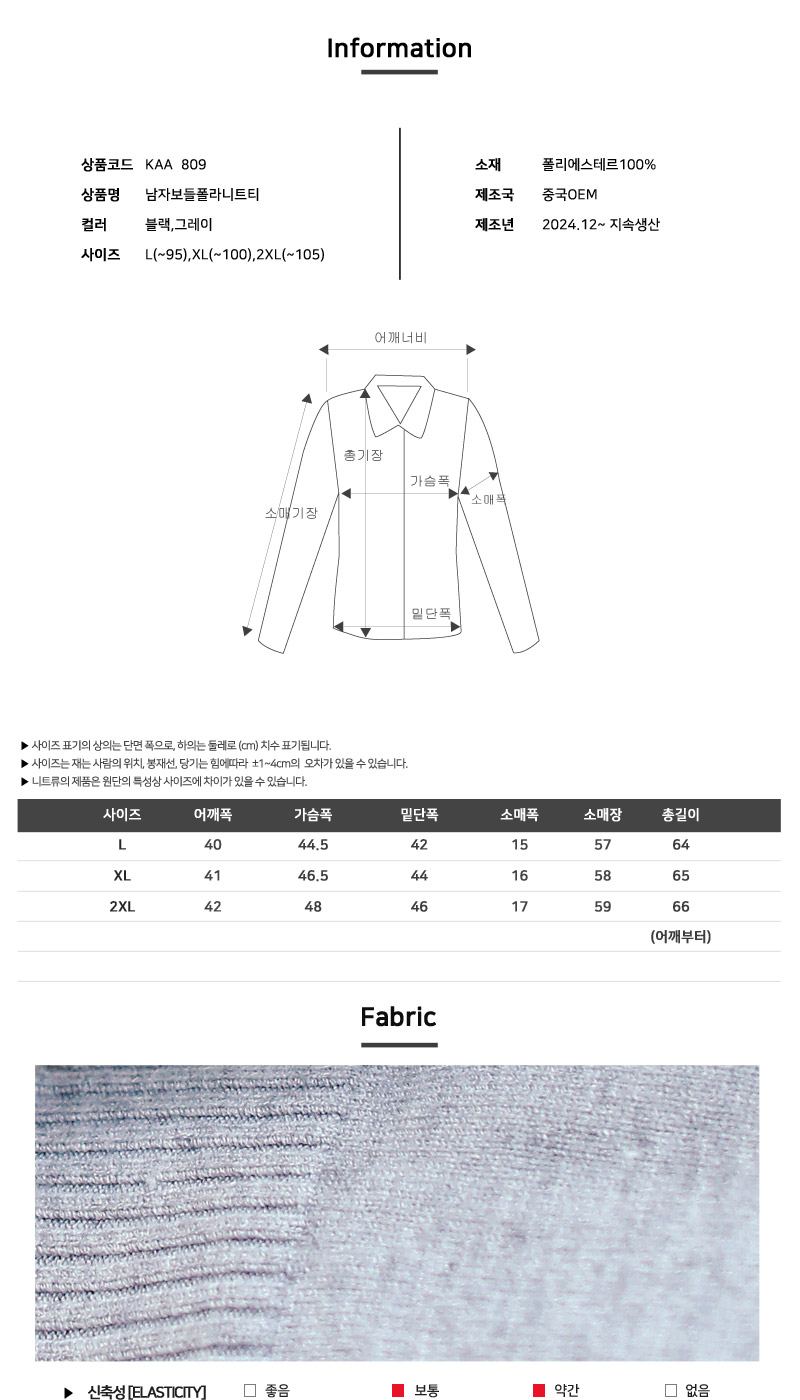 Information
상품코드 KAA 809
상품명 남자보들폴라니트티
컬러 블랙,그레이
사이즈 L(~95),XL(~100),2XL(~105)
소재 폴리에스테르100%
제조국 중국OEM
제조년 2024.12~ 지속생산
어깨너비
총기장
가슴폭
소매폭
소매기장
밑단폭
▶ 사이즈 표기의 상의는 단면 폭으로, 하의는 둘레로 (cm) 치수 표기됩니다.
▶ 사이즈는 재는 사람의 위치, 봉재선, 당기는 힘에따라 ±1~4cm의 오차가 있을 수 있습니다.
▶ 니트류의 제품은 원단의 특성상 사이즈에 차이가 있을 수 있습니다.
사이즈 어깨폭 가슴폭 밑단폭 소매폭 소매장 총길이
L 40 44.5 42 15 57 64
XL 41 46.5 44 16 58 65
2XL 42 48 46 17 59 66
(어깨부터)
Fabric
▶ 신축성 [ELASTICITY] 좋음 보통 약간 없음